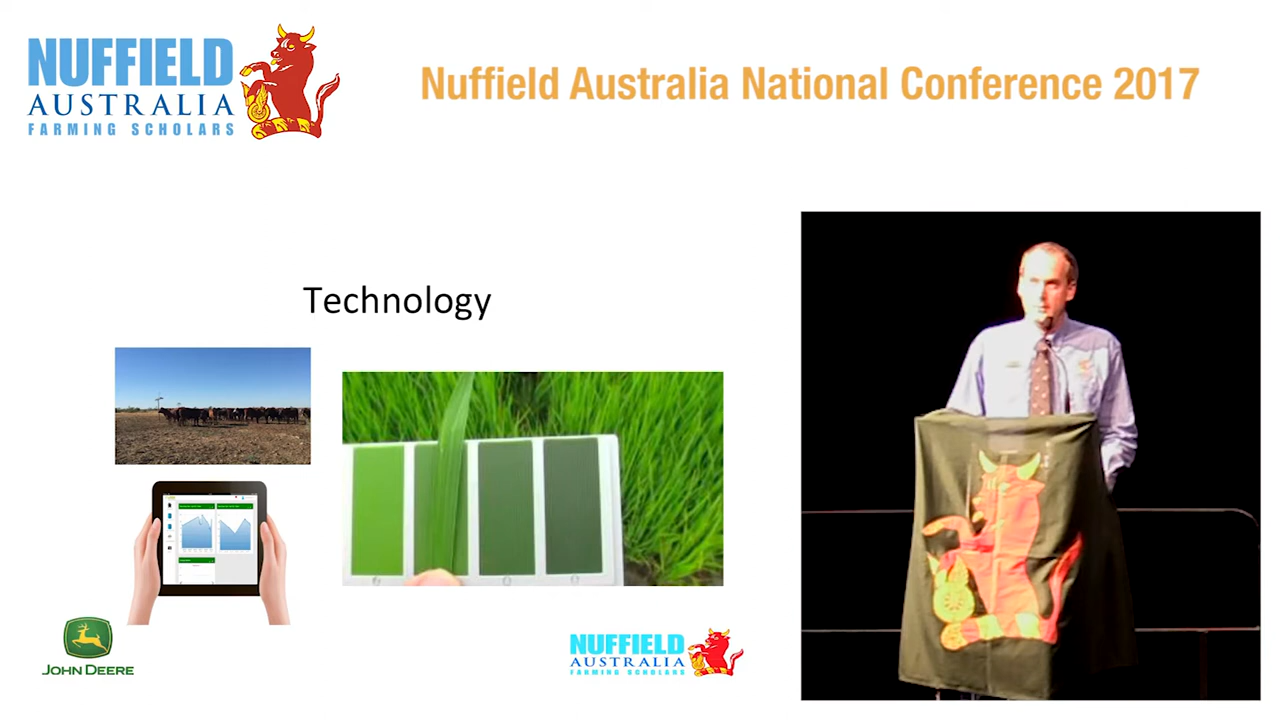 NUFFIELD
AUSTRALIA
FARMING SCHOLARS
Nuffield Australia National Conference 2017
Technology
JOHN DEERE
NUFFIELD
AUSTRALIA
FARMING SCHOLARS